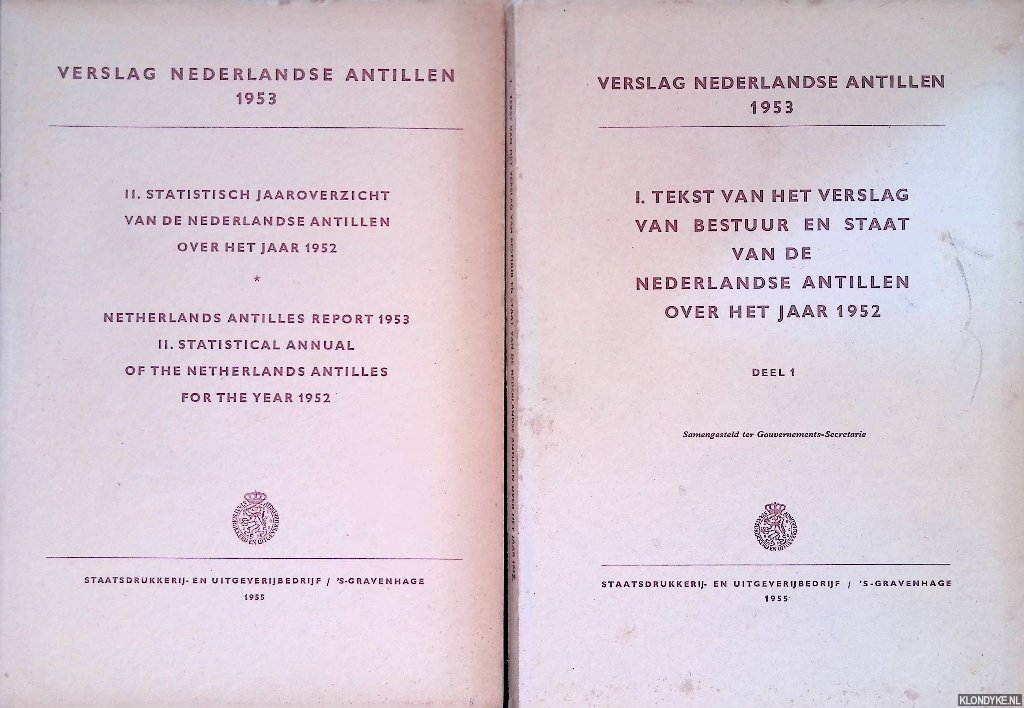 VERSLAG NEDERLANDSE ANTILLEN
1953
II. STATISTISCH JAAROVERZICHT
VAN DE NEDERLANDSE ANTILLEN
OVER HET JAAR 1952
*
NETHERLANDS ANTILLES REPORT 1953
II. STATISTICAL ANNUAL
OF THE NETHERLANDS ANTILLES
FOR THE YEAR 1952
STAATSDRUKKERIJ- EN UITGEVERIJBEDRIJF / 'S-GRAVENHAGE
1955
VERSLAG NEDERLANDSE ANTILLEN
1953
I. TEKST VAN HET VERSLAG
VAN BESTUUR EN STAAT
VAN DE
NEDERLANDSE ANTILLEN
OVER HET JAAR 1952
DEEL 1
Samengesteld ter Gouvernements-Secretarie
STAATSDRUKKERIJ- EN UITGEVERIJBEDRIJF / 'S-GRAVENHAGE
1955
KLONDYKE.NL